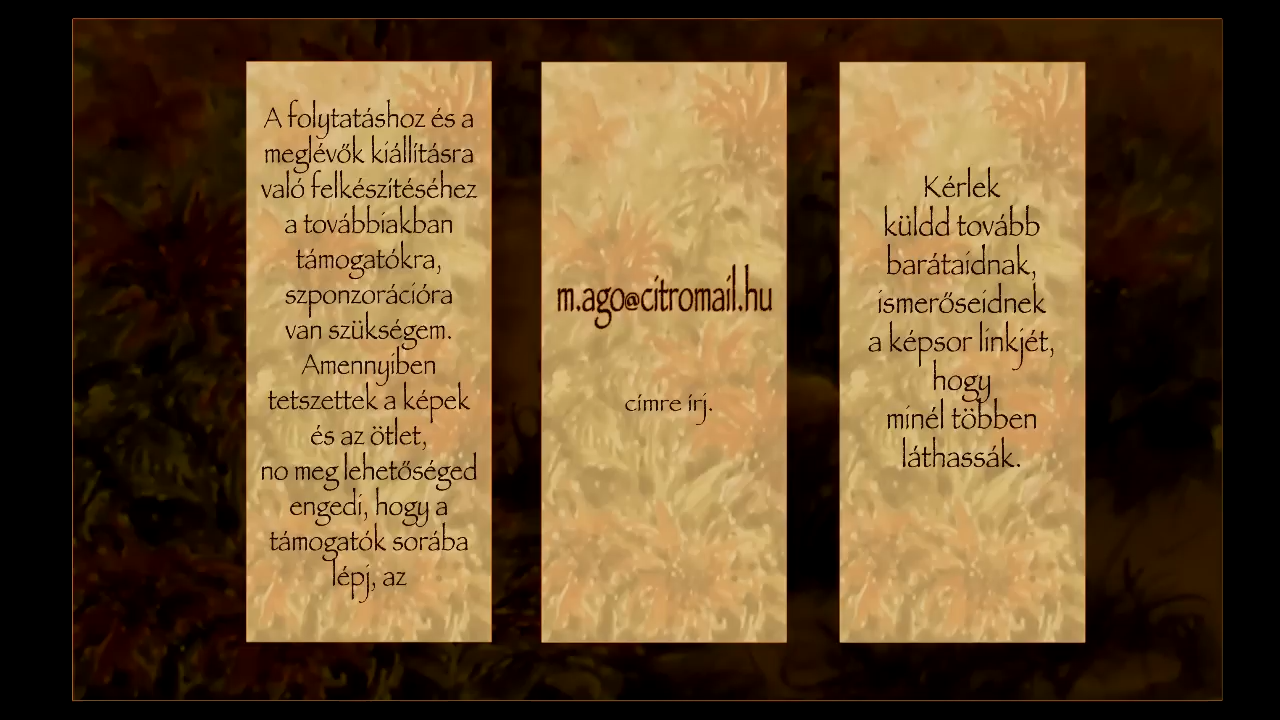 A folytatáshoz és a
meglévők kiállításra
való felkészítéséhez
a továbbiakban
támogatókra,
szponzorációra
van szükségem.
Amennyiben
tetszettek a képek
és az ötlet,
no meg lehetőséged
engedi, hogy a
támogatók sorába
lépj, az
m.ago@citromail.hu
címre írj.
Kérlek
küldd tovább
barátaidnak,
ismerőseidnek
a képsor linkjét,
hogy
minél többen
láthassák.